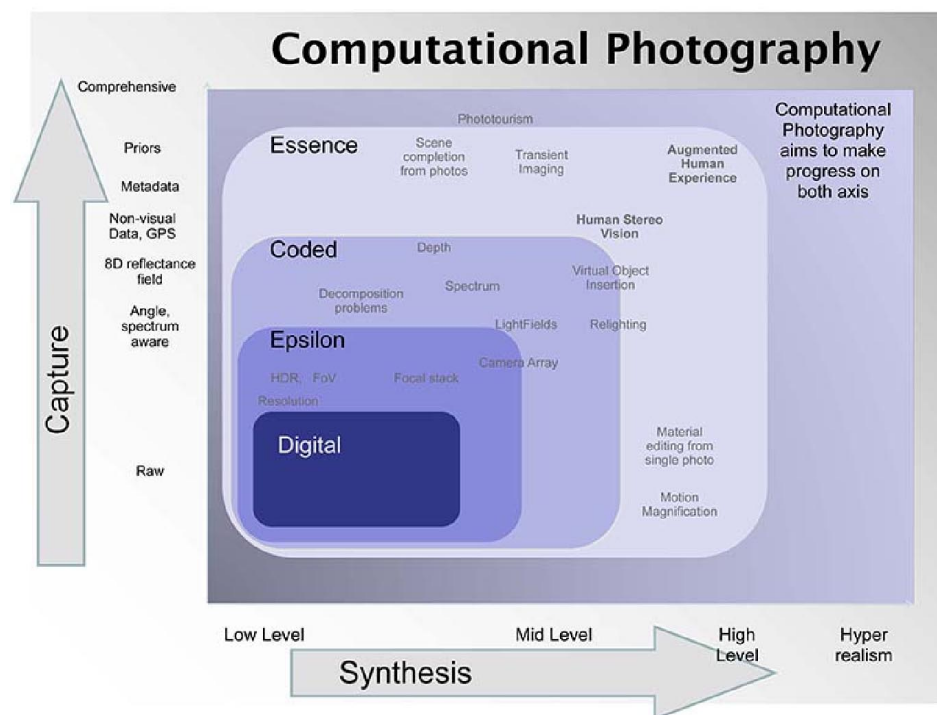 Computational Photography
Comprehensive
Priors
Metadata
Non-visual
Data, GPS
8D reflectance
field
Angle,
spectrum
aware
Raw
Capture
Phototourism
Essence
Scene
completion
from photos
Transient
Imaging
Augmented
Human
Experience
Computational
Photography
aims to make
progress on
both axis
Human Stereo
Vision
Coded
Depth
Decomposition
problems
Spectrum
Virtual Object
Insertion
LightFields
Relighting
Epsilon
Camera Array
HDR, FoV
Focal stack
Resolution
Digital
Material
editing from
single photo
Motion
Magnification
Low Level
Mid Level
High
Level
Hyper
realism
Synthesis